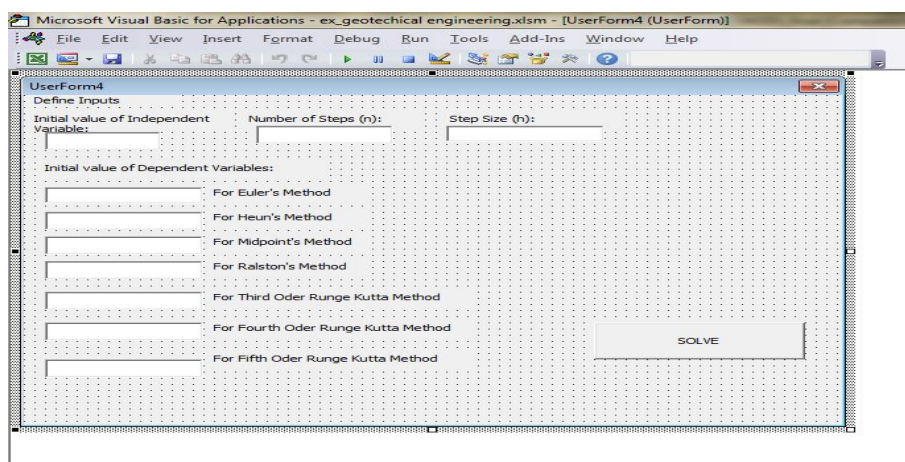 Microsoft Visual Basic for Applications - ex_geotechical engineering.xlsm - [UserForm4 (UserForm)]
File Edit View Insert Format Debug Run Tools Add-Ins Window Help
UserForm4
Define Inputs
Initial value of Independent Variable:
Number of Steps (n):
Step Size (h):
Initial value of Dependent Variables:
For Euler's Method
For Heun's Method
For Midpoint's Method
For Ralston's Method
For Third Oder Runge Kutta Method
For Fourth Oder Runge Kutta Method
For Fifth Oder Runge Kutta Method
SOLVE